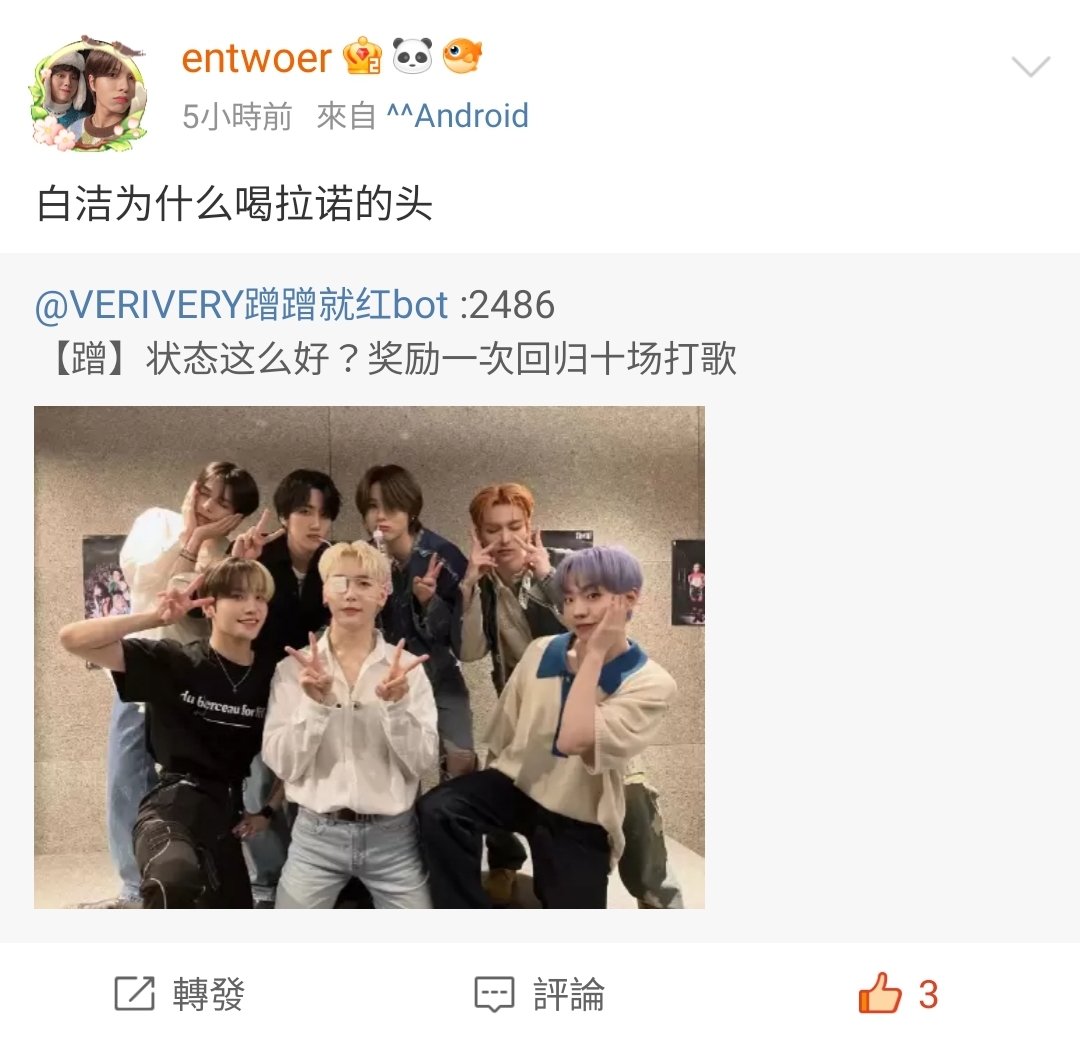 entwoer
5小時前 來自 ^^Android
白洁为什么喝拉诺的头
@VERIVERY蹭蹭就红bot :2486
【蹭】状态这么好？奖励一次回归十场打歌
du berceau for
轉發
評論
3